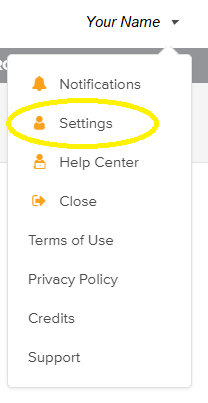 Your Name
Notifications
Settings
Help Center
Close
Terms of Use
Privacy Policy
Credits
Support